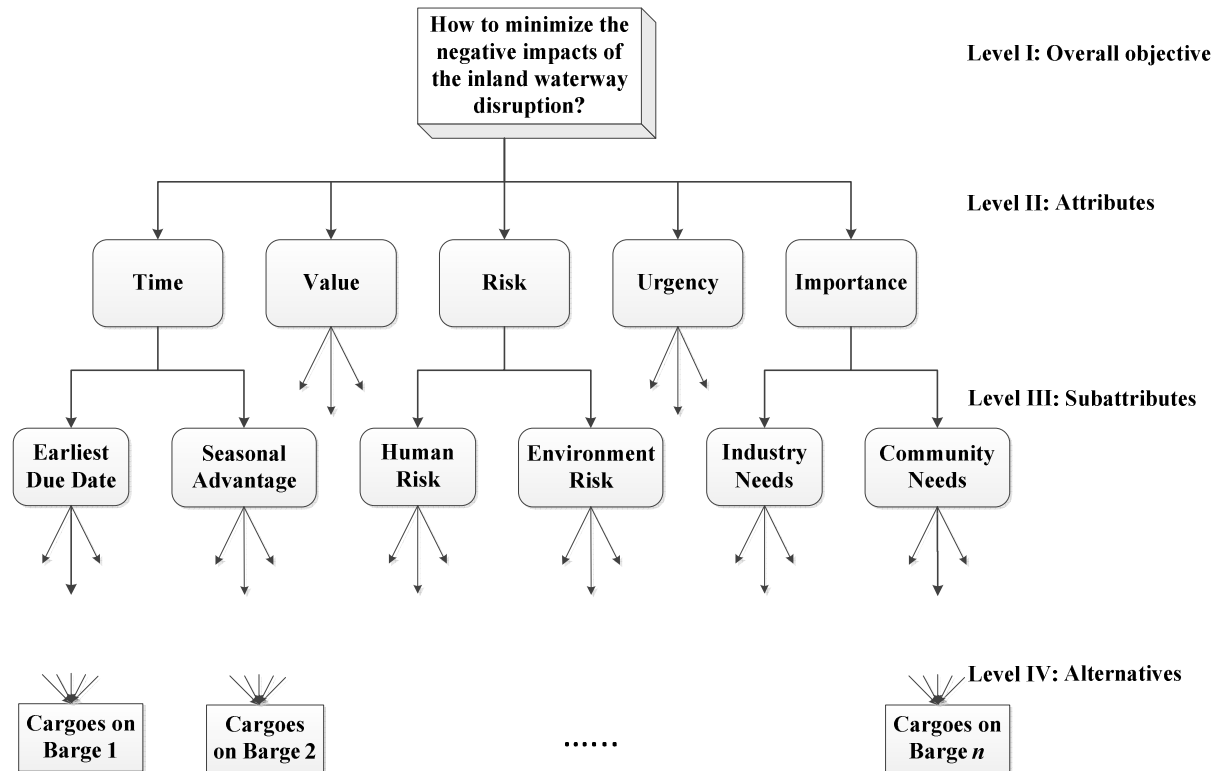 How to minimize the
negative impacts of
the inland waterway
disruption?
Level I: Overall objective
Level II: Attributes
Time
Value
Risk
Urgency
Importance
Level III: Subattributes
Earliest
Due Date
Seasonal
Advantage
Human
Risk
Environment
Risk
Industry
Needs
Community
Needs
Level IV: Alternatives
Cargoes on
Barge 1
Cargoes
on Barge 2
......
Cargoes on
Barge n